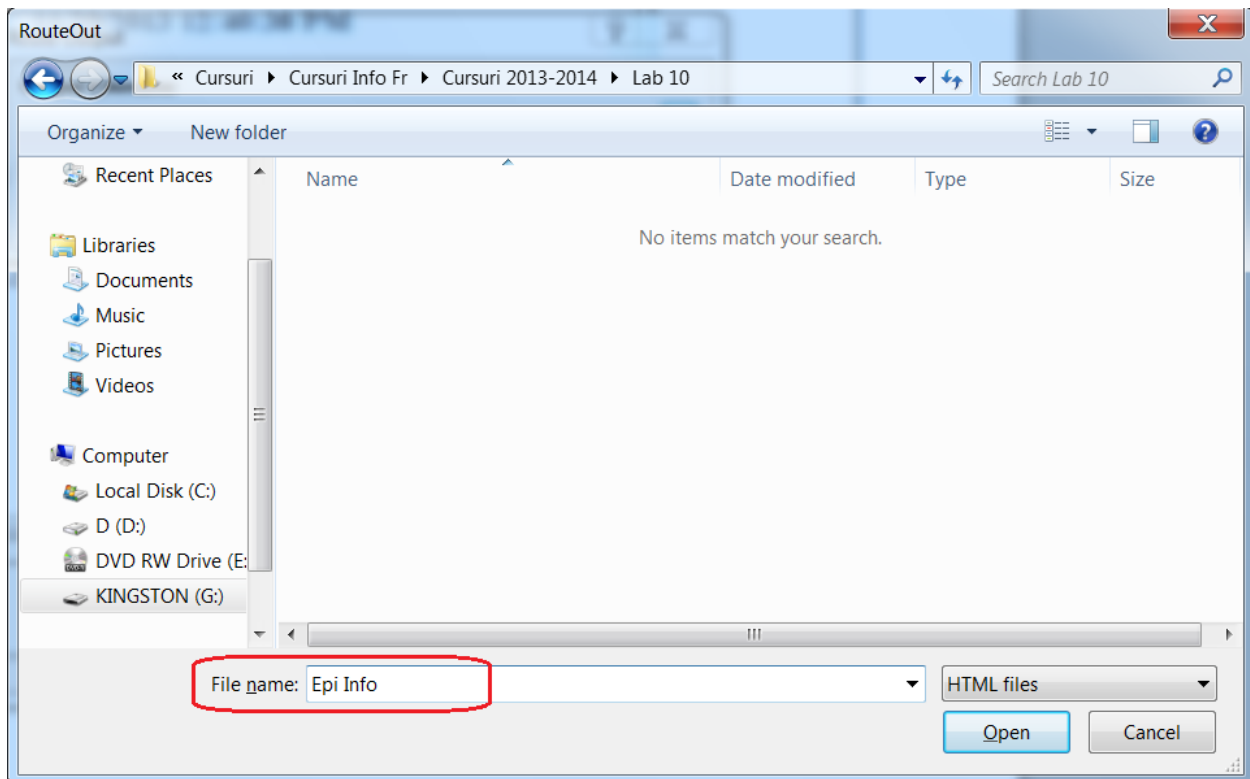 RouteOut
« Cursuri Cursuri Info Fr Cursuri 2013-2014 Lab 10
Search Lab 10
Organize New folder
Recent Places
Name Date modified Type Size
No items match your search.
Libraries
Documents
Music
Pictures
Videos
Computer
Local Disk (C:)
D (D:)
DVD RW Drive (E:
KINGSTON (G:)
File name: Epi Info
HTML files
Open Cancel